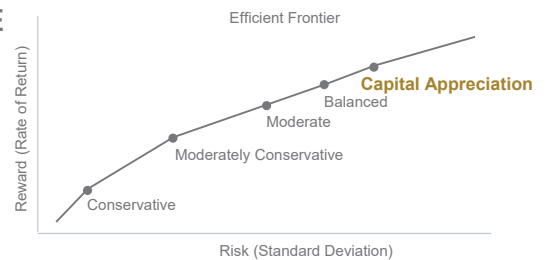 Efficient Frontier
Reward (Rate of Return)
Capital Appreciation
Balanced
Moderate
Moderately Conservative
Conservative
Risk (Standard Deviation)